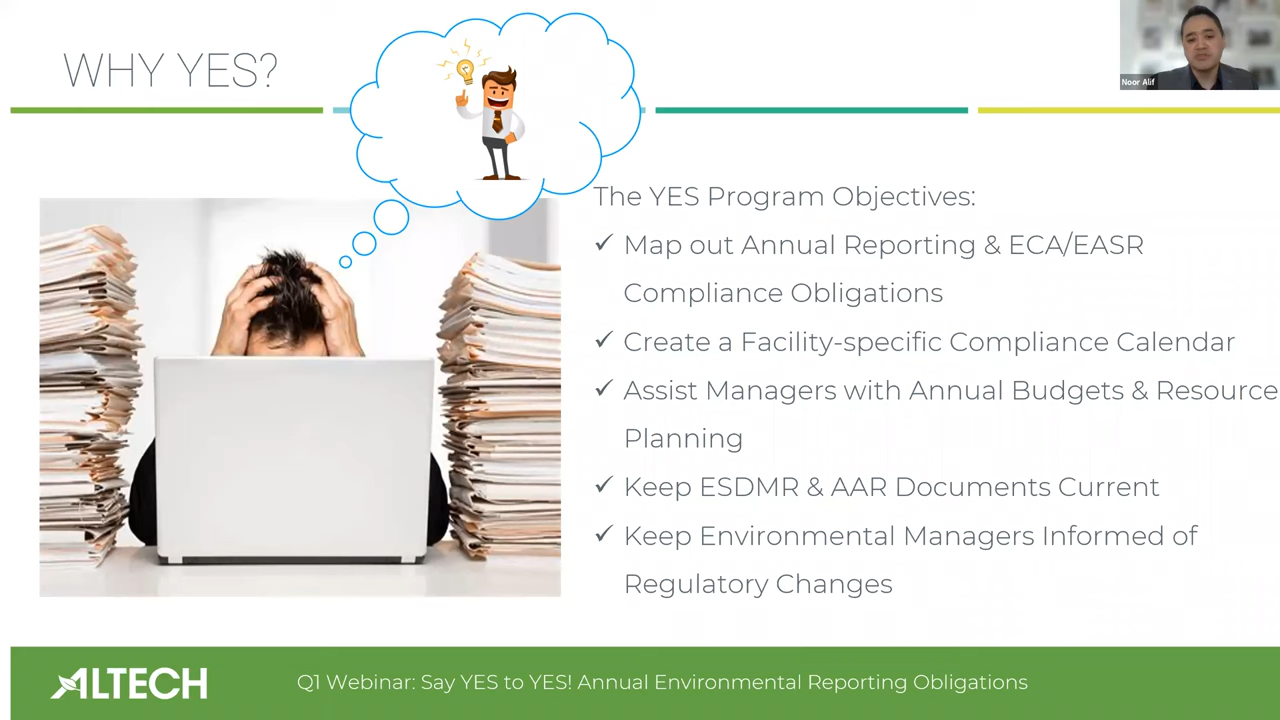 WHY YES?
Noor Alif
The YES Program Objectives:
✓ Map out Annual Reporting & ECA/EASR
Compliance Obligations
✓ Create a Facility-specific Compliance Calendar
✓ Assist Managers with Annual Budgets & Resource
Planning
✓ Keep ESDMR & AAR Documents Current
✓ Keep Environmental Managers Informed of
Regulatory Changes
ALTECH
Q1 Webinar: Say YES to YES! Annual Environmental Reporting Obligations